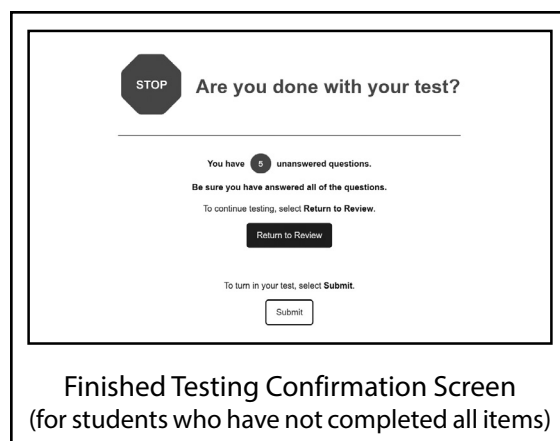 STOP
Are you done with your test?
You have 5 unanswered questions.
Be sure you have answered all of the questions.
To continue testing, select Return to Review.
Return to Review
To turn in your test, select Submit.
Submit
Finished Testing Confirmation Screen
(for students who have not completed all items)